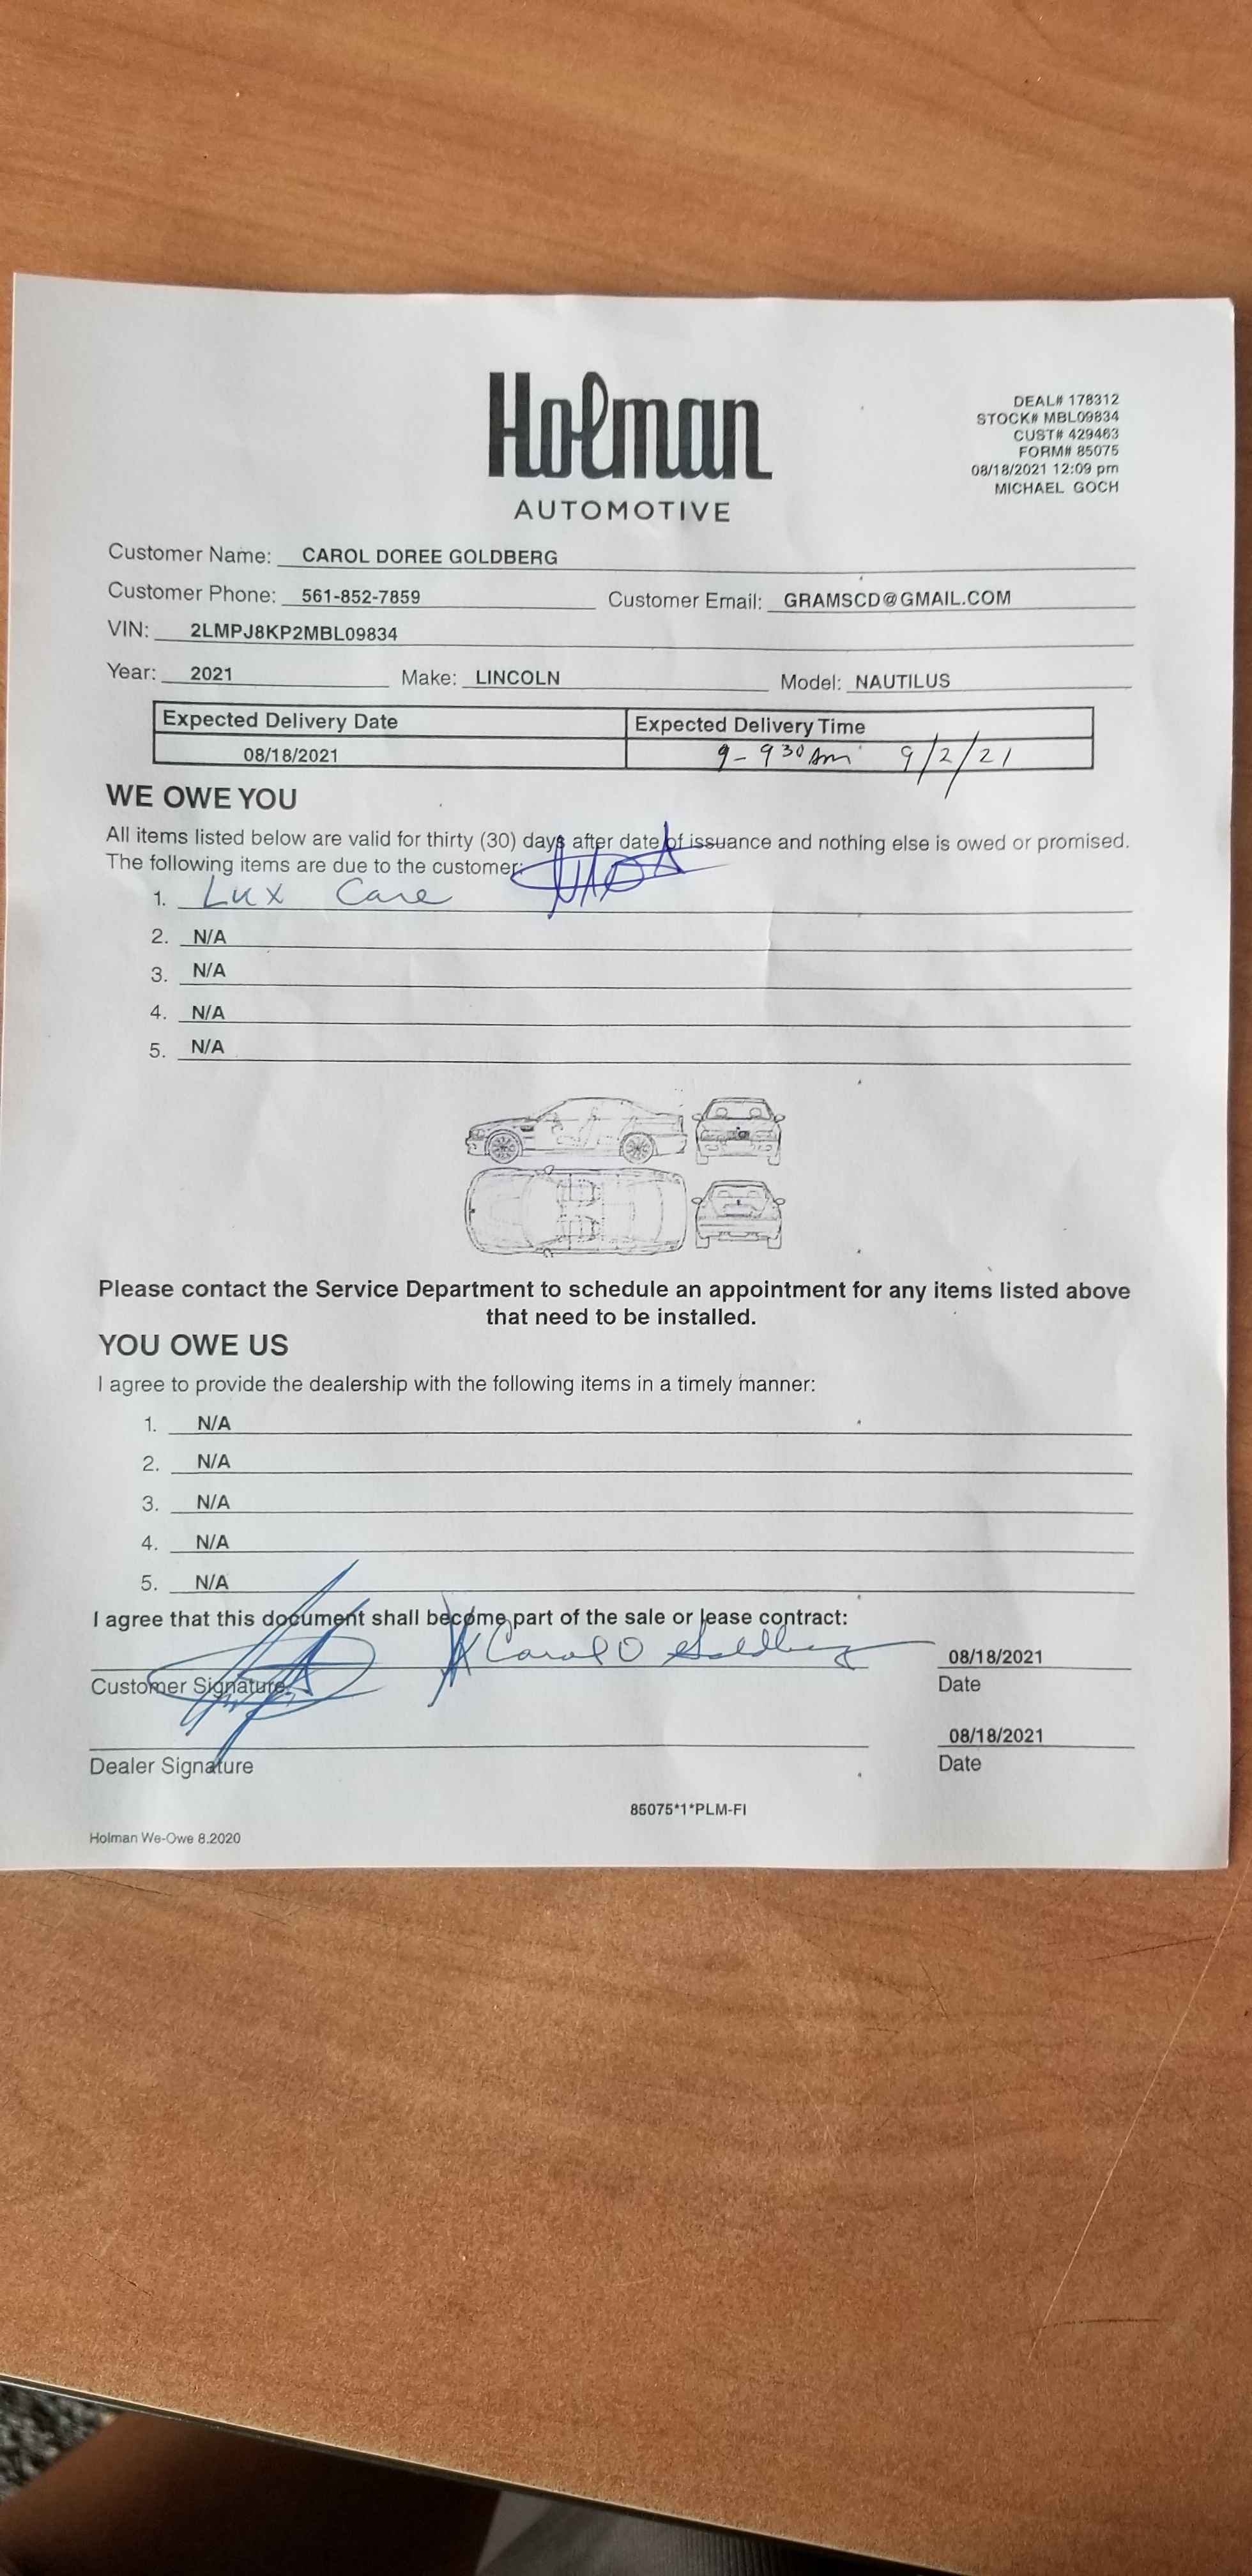 Holman
AUTOMOTIVE
DEAL# 178312
STOCK# MBL09834
CUST# 429463
FORM# 85075
08/18/2021 12:09 pm
MICHAEL GOCH
Customer Name: CAROL DOREE GOLDBERG
Customer Phone: 561-852-7859 Customer Email: GRAMSCD@GMAIL.COM
VIN: 2LMPJ8KP2MBL09834
Year: 2021 Make: LINCOLN Model: NAUTILUS
Expected Delivery Date Expected Delivery Time
08/18/2021 9-930 Am 9/2/21
WE OWE YOU
All items listed below are valid for thirty (30) days after date of issuance and nothing else is owed or promised.
The following items are due to the customer:
1. Lux Care
2. N/A
3. N/A
4. N/A
5. N/A
Please contact the Service Department to schedule an appointment for any items listed above
that need to be installed.
YOU OWE US
I agree to provide the dealership with the following items in a timely manner:
1. N/A
2. N/A
3. N/A
4. N/A
5. N/A
I agree that this document shall become part of the sale or lease contract:
Carol D Goldberg 08/18/2021
Customer Signature Date
08/18/2021
Dealer Signature Date
85075*1*PLM-FI
Holman We-Owe 8.2020